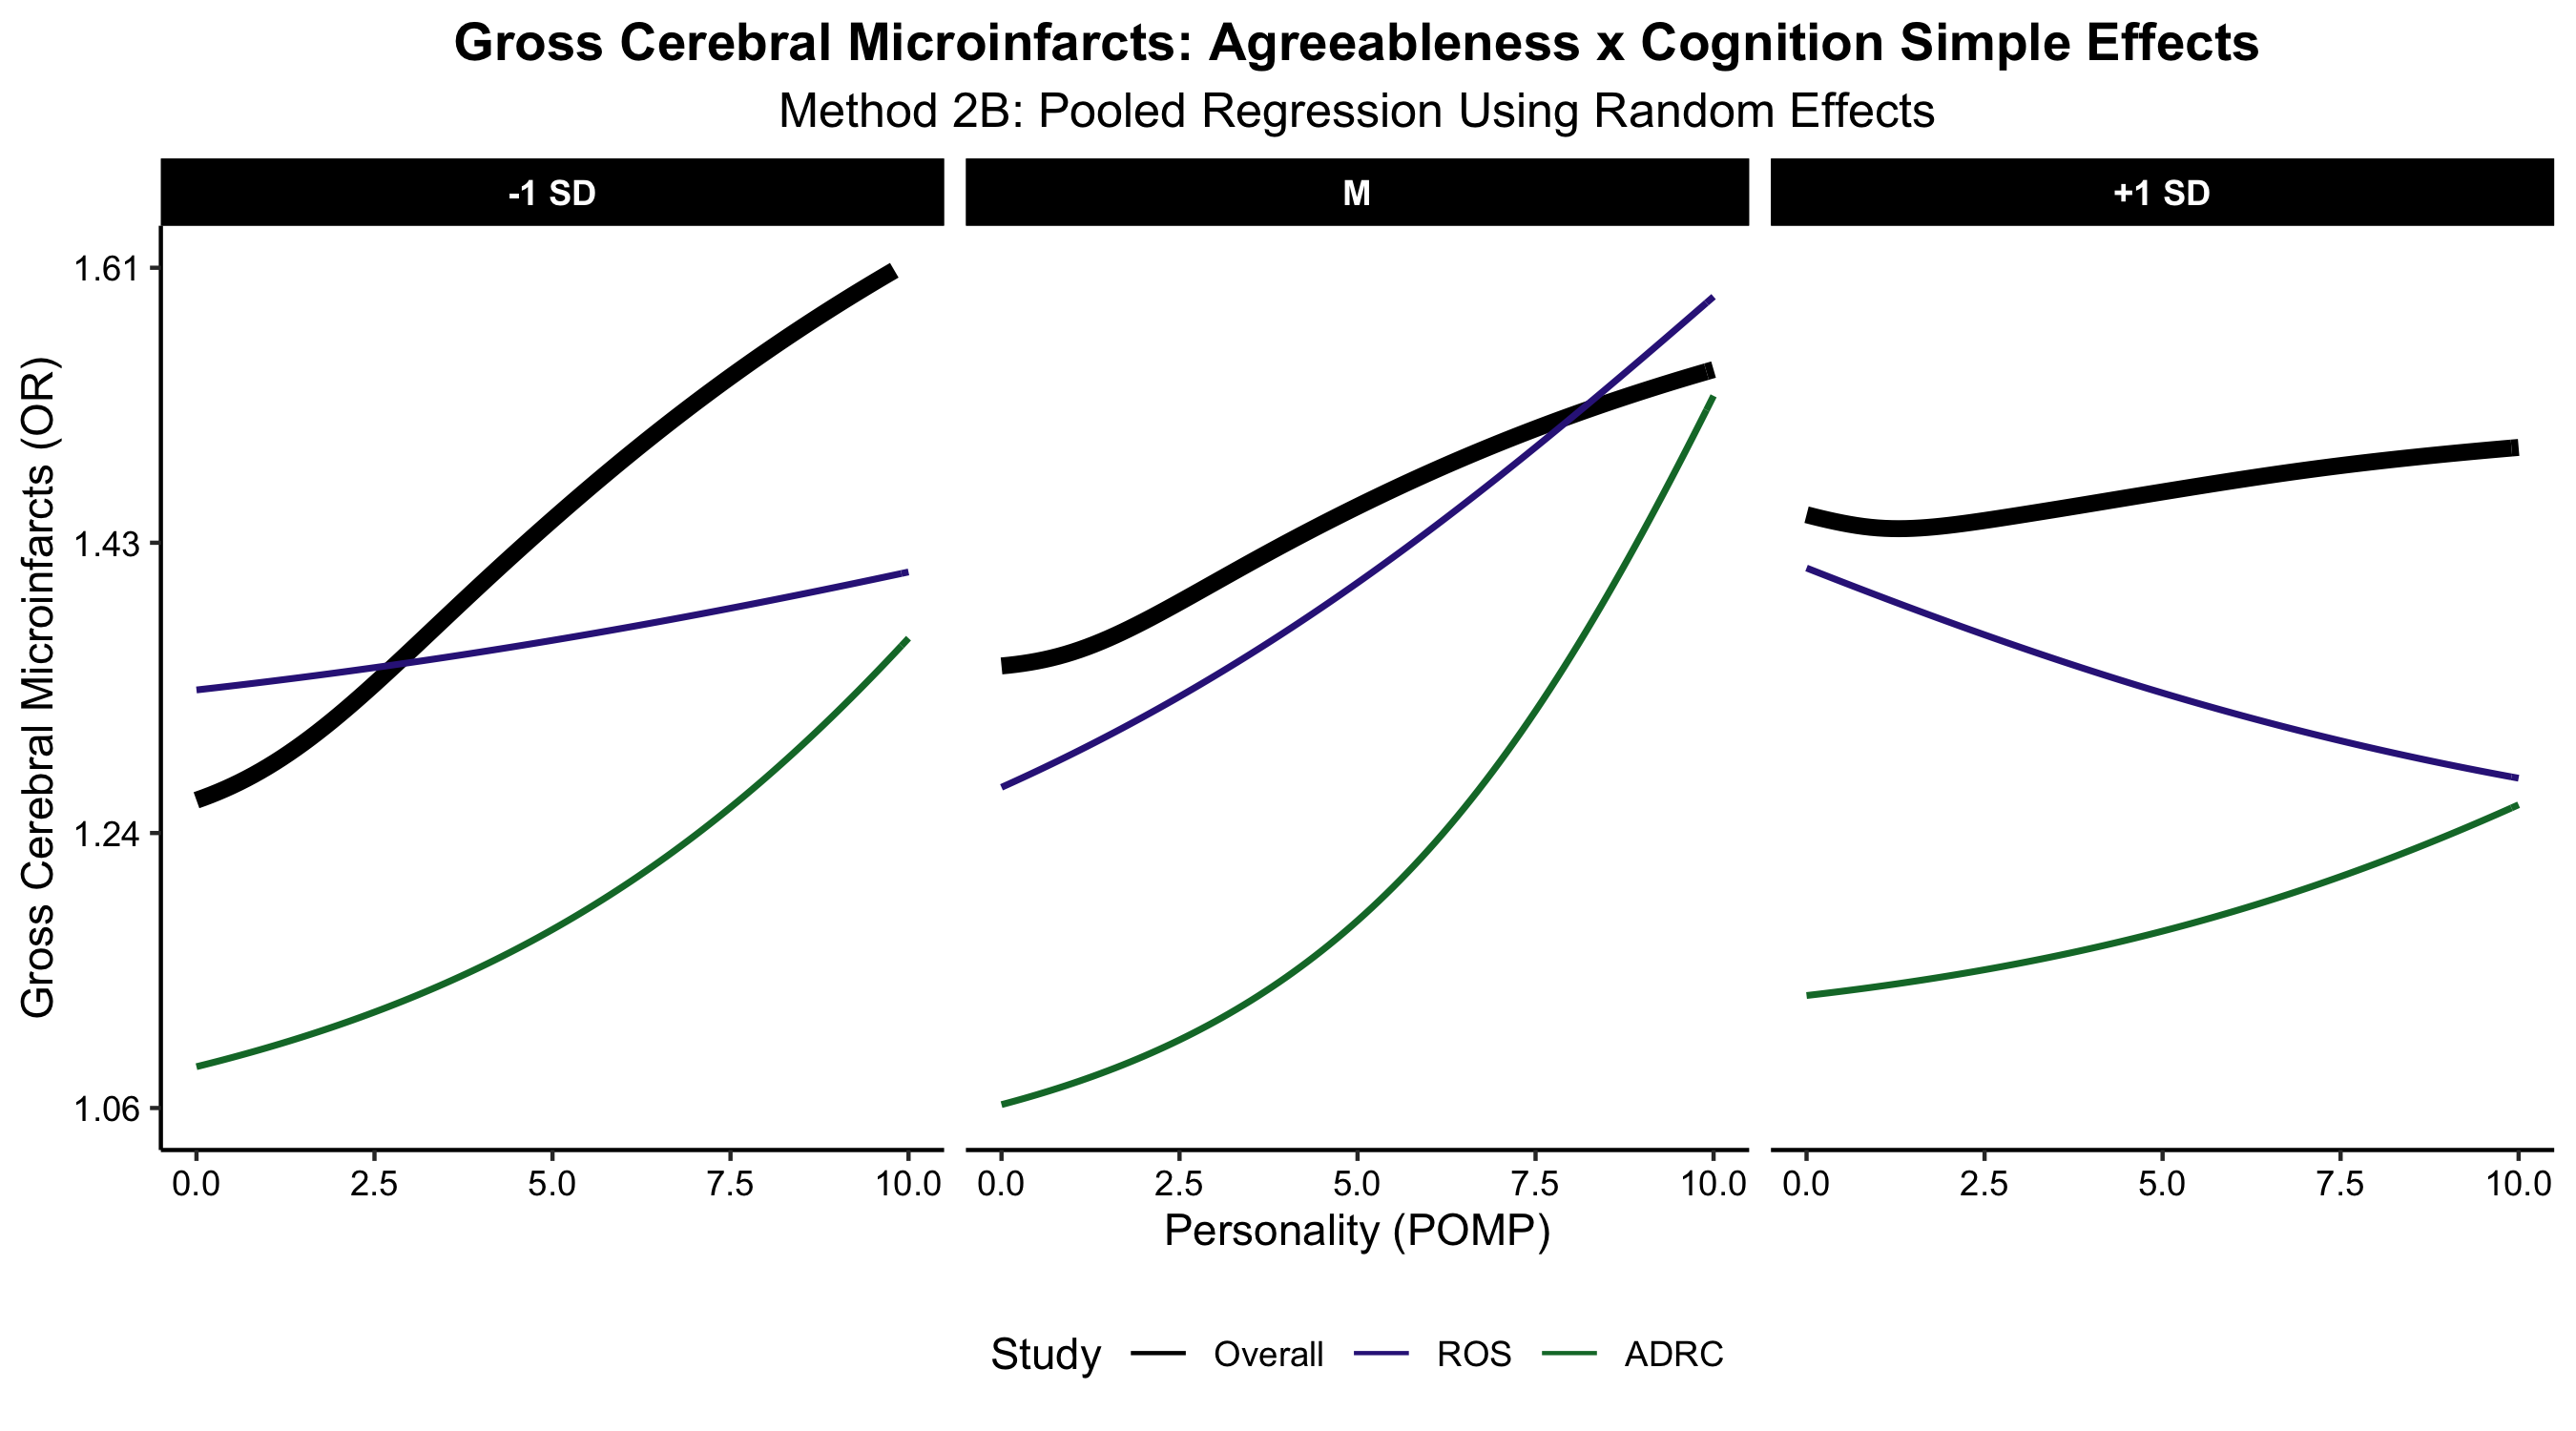 Gross Cerebral Microinfarcts: Agreeableness x Cognition Simple Effects
Method 2B: Pooled Regression Using Random Effects
-1 SD M +1 SD
Gross Cerebral Microinfarcts (OR)
1.61
1.43
1.24
1.06
0.0 2.5 5.0 7.5 10.0 0.0 2.5 5.0 7.5 10.0 0.0 2.5 5.0 7.5 10.0
Personality (POMP)
Study Overall ROS ADRC